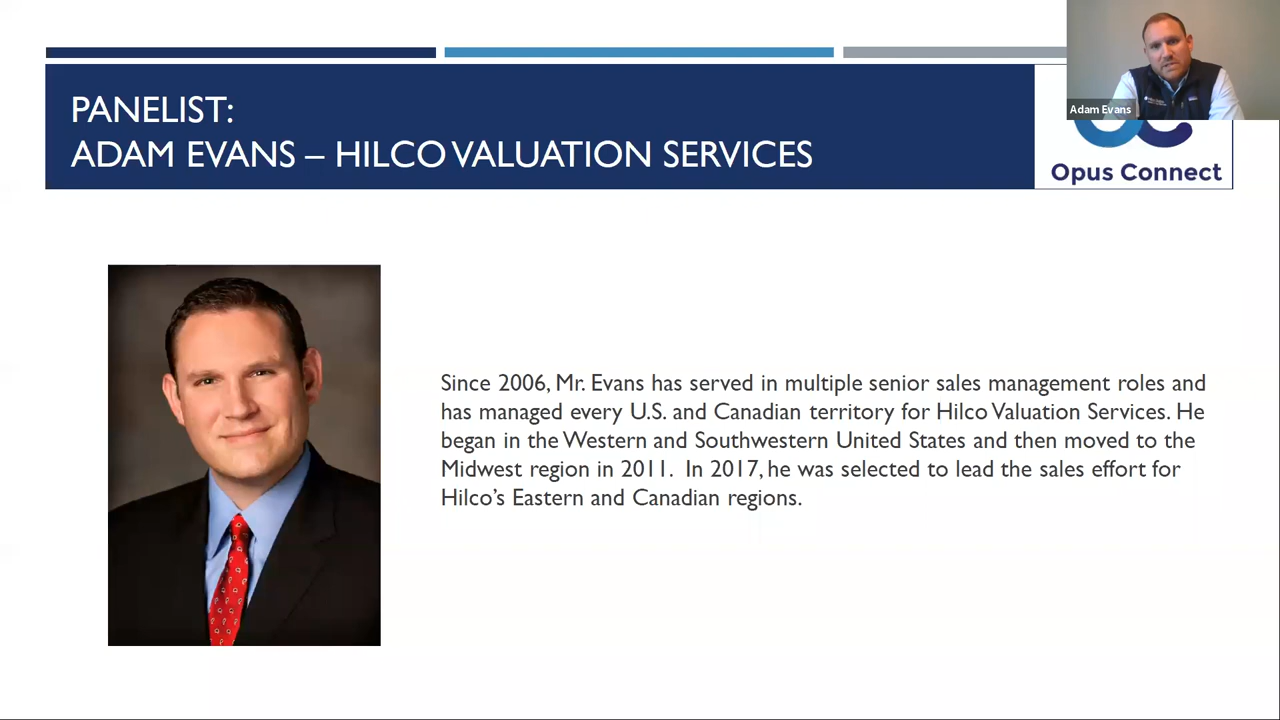 PANELIST:
ADAM EVANS – HILCO VALUATION SERVICES
Adam Evans
Opus Connect
Since 2006, Mr. Evans has served in multiple senior sales management roles and
has managed every U.S. and Canadian territory for Hilco Valuation Services. He
began in the Western and Southwestern United States and then moved to the
Midwest region in 2011. In 2017, he was selected to lead the sales effort for
Hilco's Eastern and Canadian regions.